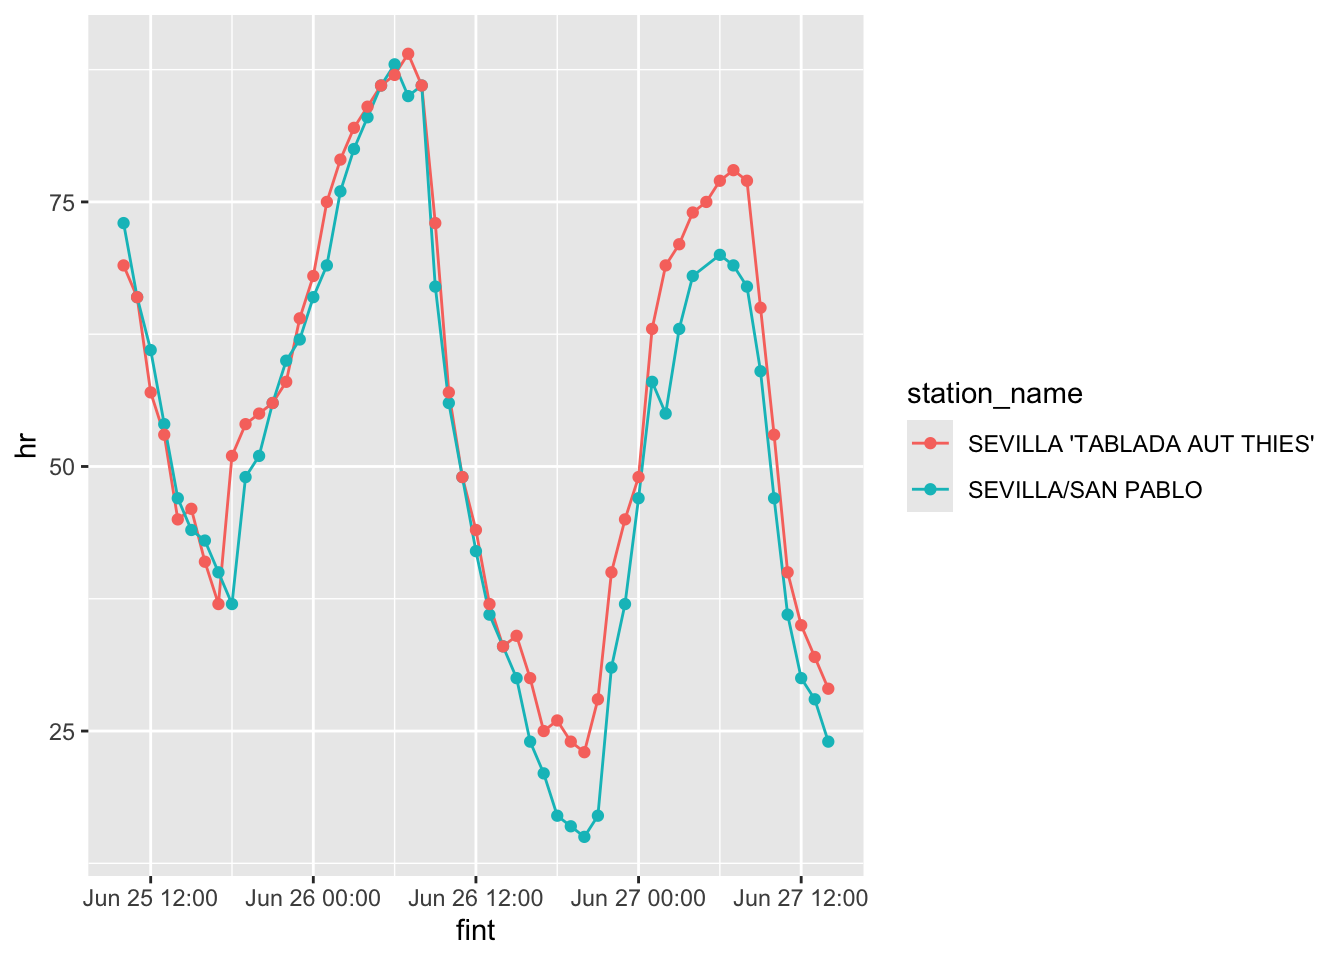 75
50
25
hr
Jun 25 12:00
Jun 26 00:00
Jun 26 12:00
Jun 27 00:00
Jun 27 12:00
fint
station_name
SEVILLA 'TABLADA AUT THIES'
SEVILLA/SAN PABLO